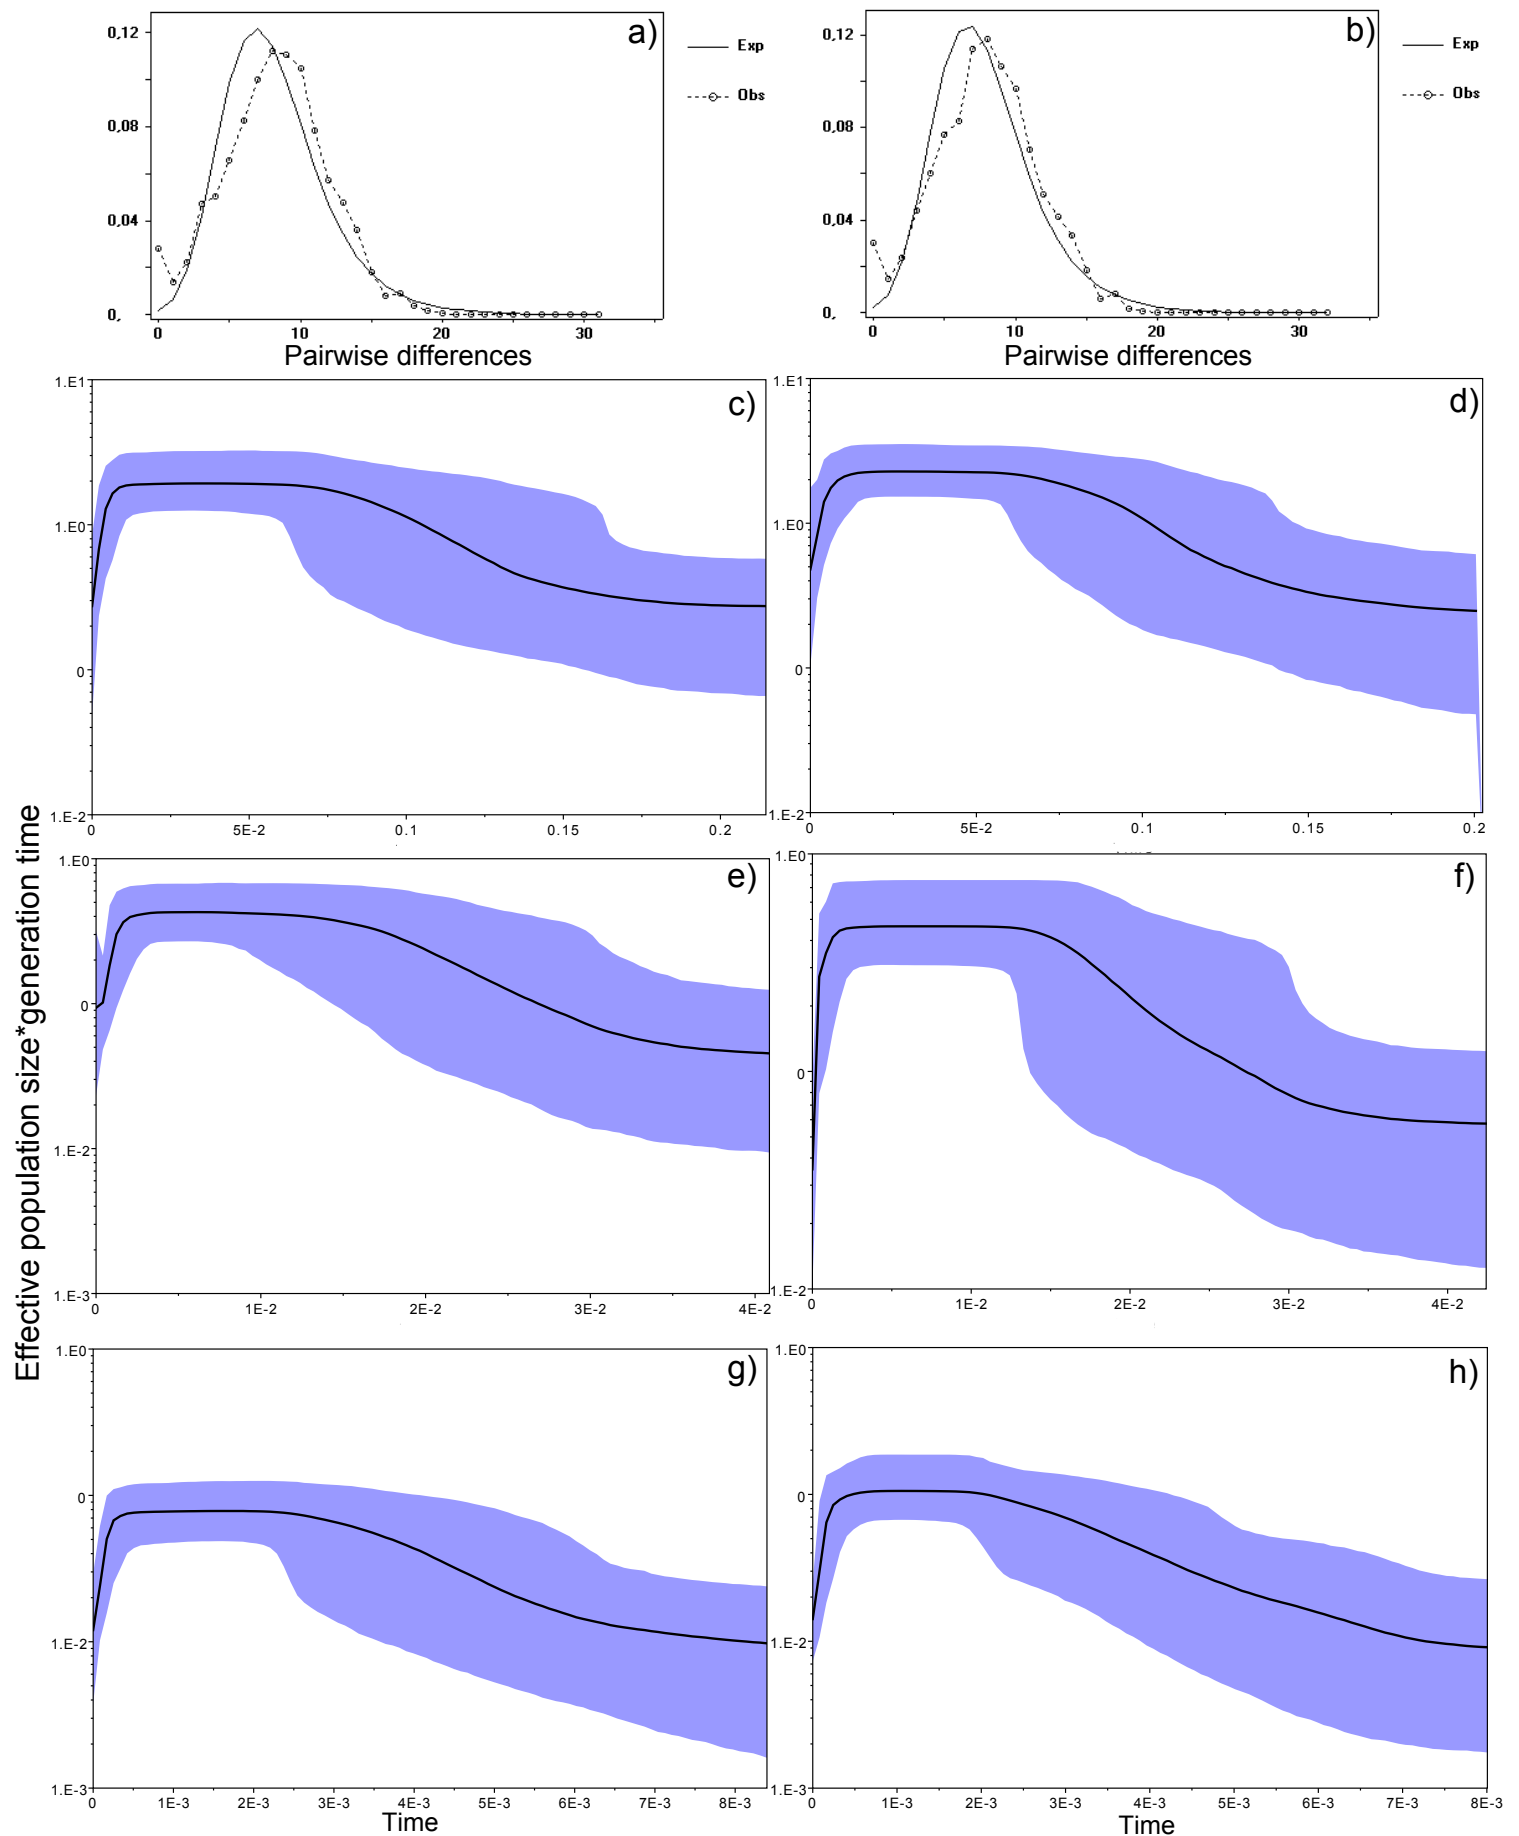 a)
0,12
0,08
0,04
0,
0 10 20 30
Pairwise differences
Exp
Obs
b)
0,12
0,08
0,04
0,
0 10 20 30
Pairwise differences
Exp
Obs
Effective population size*generation time
c)
1.E1
1.E0
0
1.E-2
0 5E-2 0.1 0.15 0.2
d)
1.E1
1.E0
0
1.E-2
0 5E-2 0.1 0.15 0.2
e)
1.E0
0
1.E-2
1.E-3
0 1E-2 2E-2 3E-2 4E-2
f)
1.E0
0
1.E-2
0 1E-2 2E-2 3E-2 4E-2
g)
1.E0
0
1.E-2
1.E-3
0 1E-3 2E-3 3E-3 4E-3 5E-3 6E-3 7E-3 8E-3
Time
h)
1.E0
0
1.E-2
1.E-3
0 1E-3 2E-3 3E-3 4E-3 5E-3 6E-3 7E-3 8E-3
Time